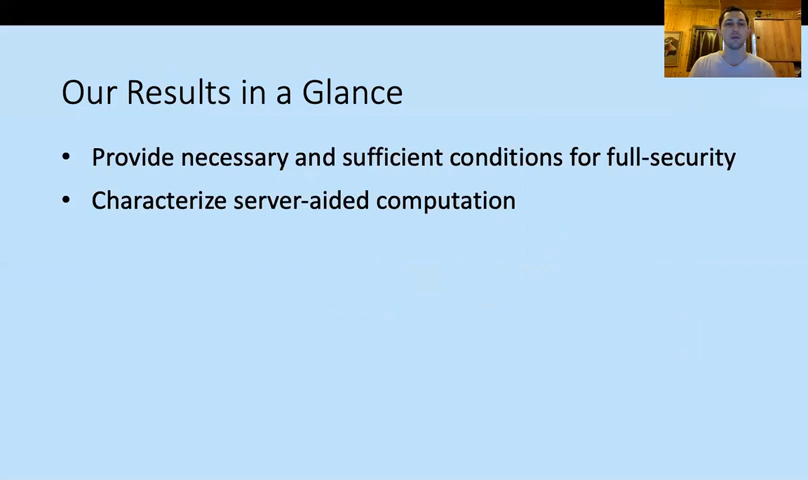 Our Results in a Glance
• Provide necessary and sufficient conditions for full-security
• Characterize server-aided computation